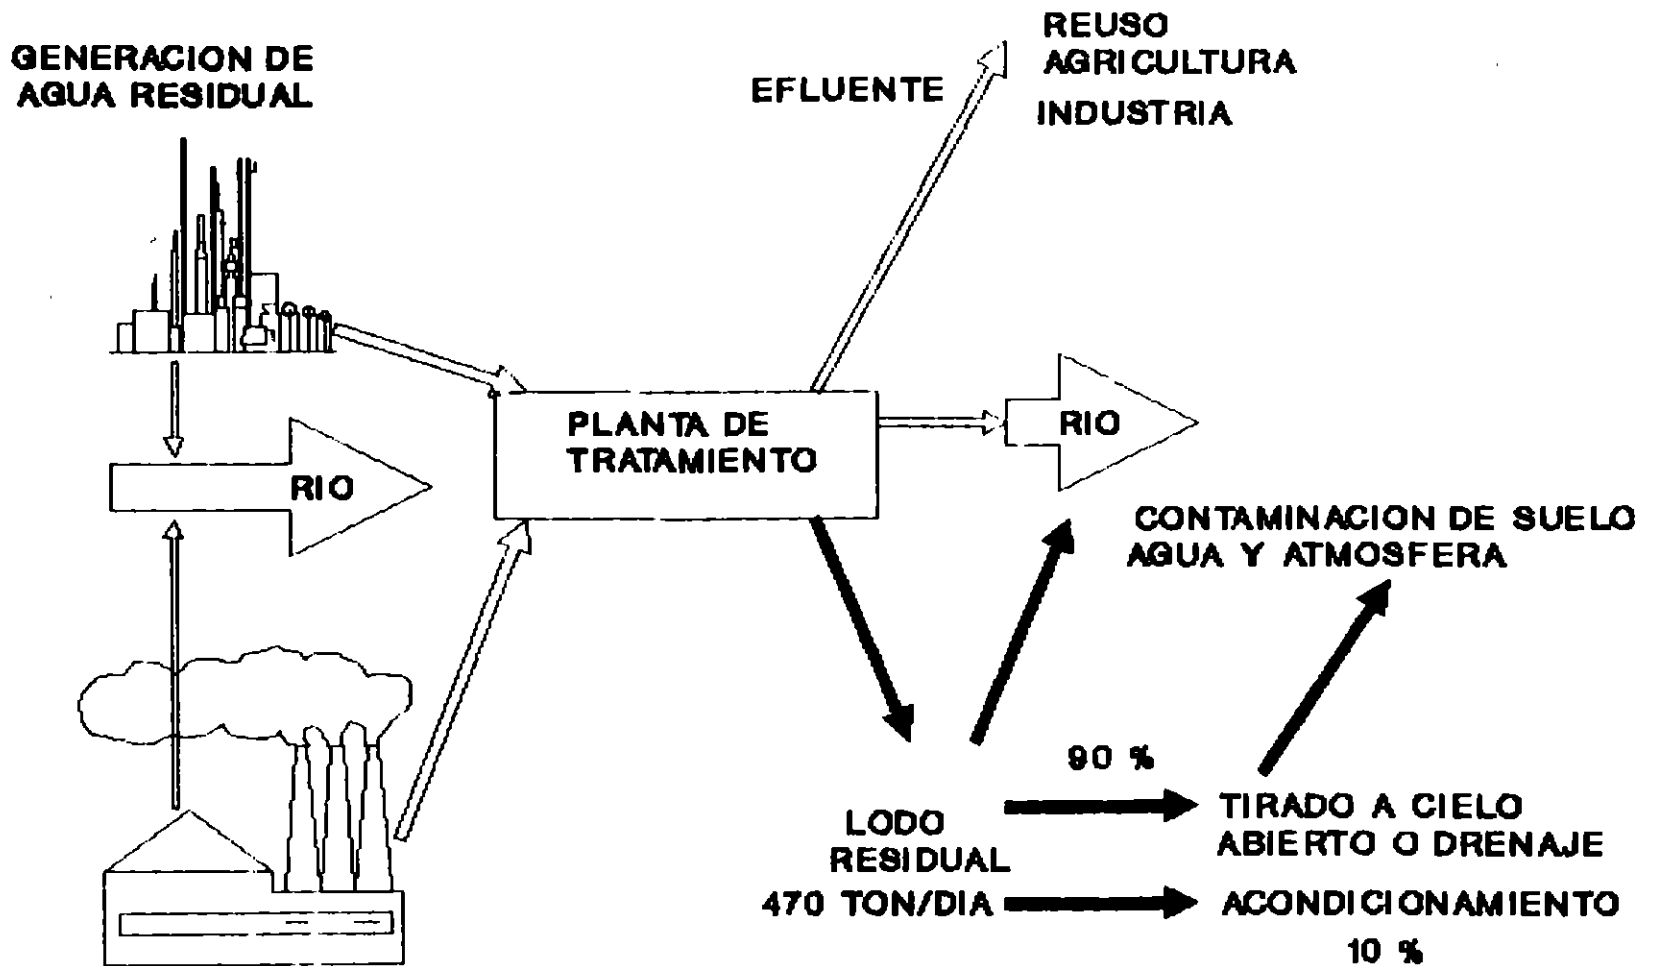 GENERACION DE
AGUA RESIDUAL
EFLUENTE
REUSO
AGRICULTURA
INDUSTRIA
PLANTA DE
TRATAMIENTO
RIO
RIO
CONTAMINACION DE SUELO
AGUA Y ATMOSFERA
90 %
LODO
RESIDUAL
470 TON/DIA
TIRADO A CIELO
ABIERTO O DRENAJE
ACONDICIONAMIENTO
10 %